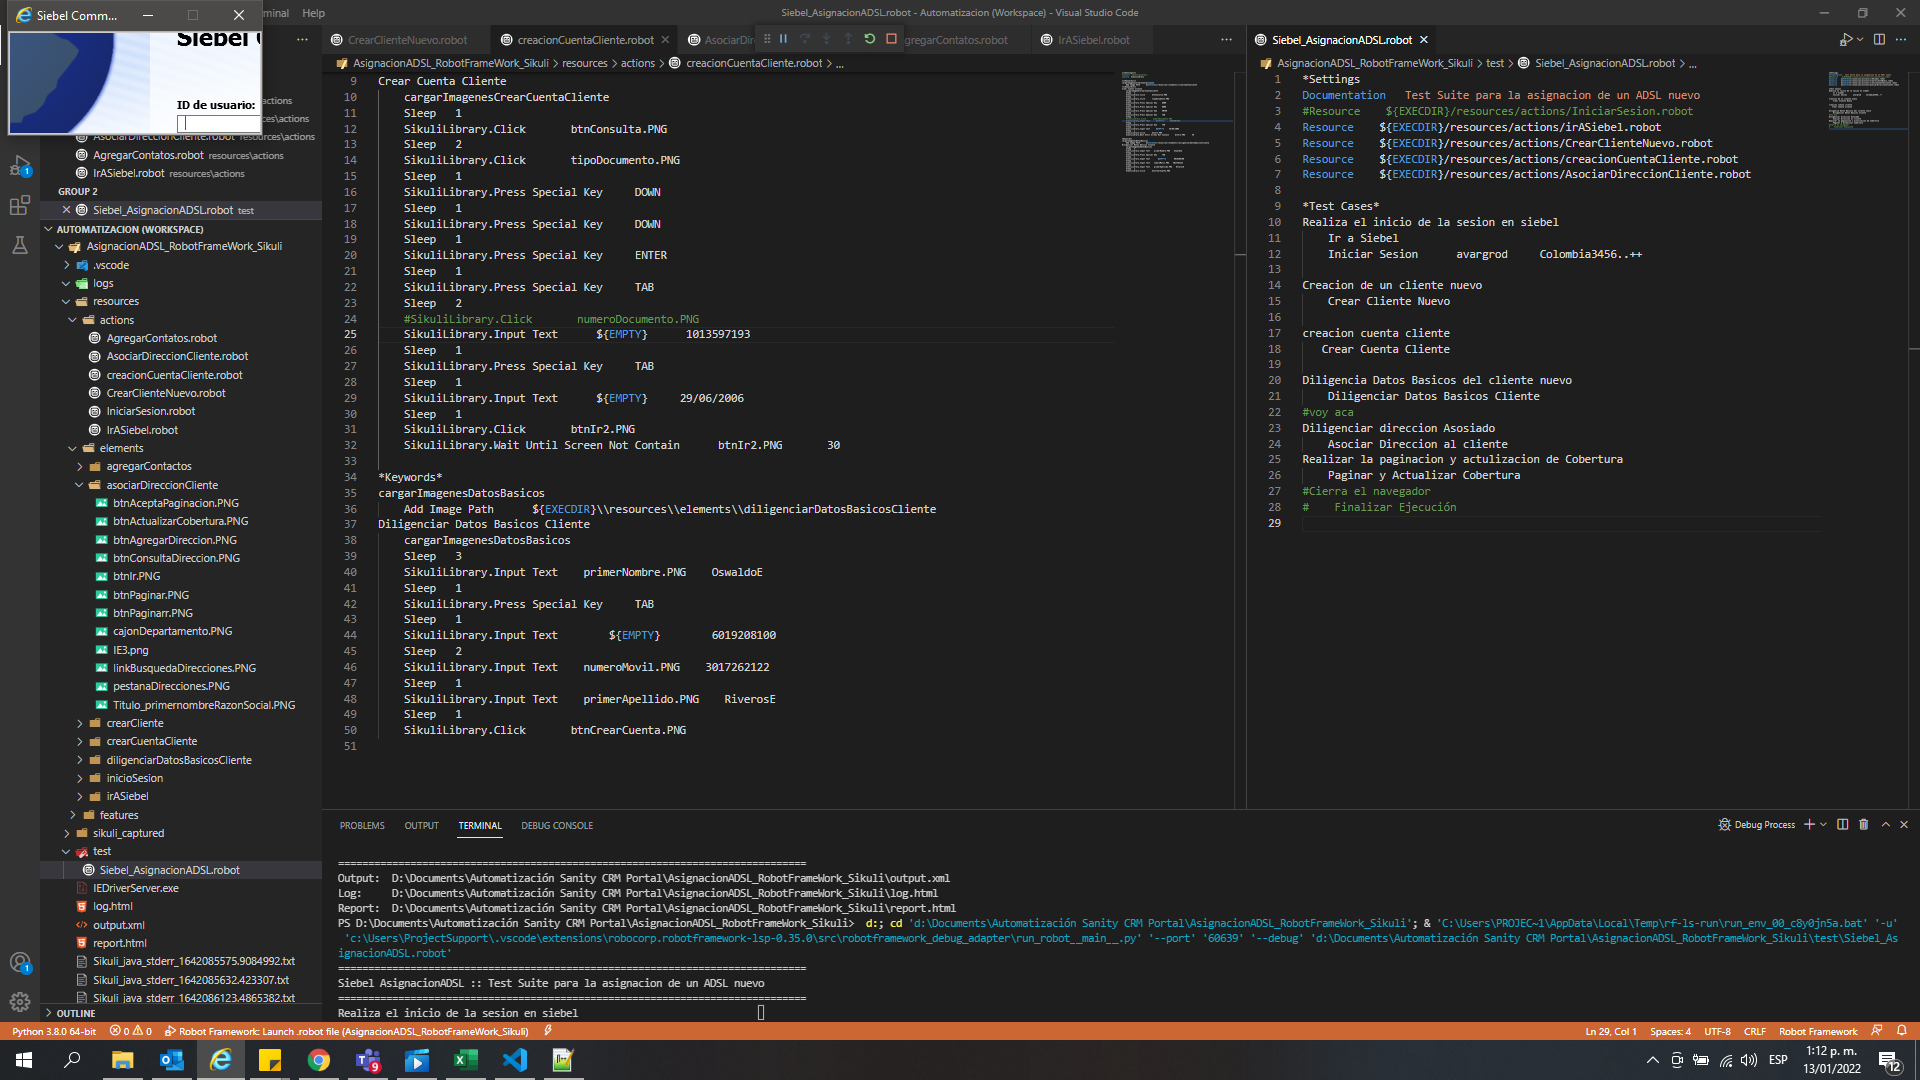 Siebel Comm...
Siebel
ID de usuario:
minal
Help
Siebel_AsignacionADSL.robot - Automatizacion (Workspace) - Visual Studio Code
CrearClienteNuevo.robot
creacionCuentaCliente.robot
AsociarDir
gregarContatos.robot
IrASiebel.robot
Siebel_AsignacionADSL.robot
AsignacionADSL_RobotFrameWork_Sikuli > resources > actions > creacionCuentaCliente.robot > ...
AsignacionADSL_RobotFrameWork_Sikuli > test > Siebel_AsignacionADSL.robot > ...
AsociarDireccionCliente.robot resources\actions
AgregarContatos.robot resources\actions
IrASiebel.robot resources\actions
GROUP 2
Siebel_AsignacionADSL.robot test
AUTOMATIZACION (WORKSPACE)
AsignacionADSL_RobotFrameWork_Sikuli
.vscode
logs
resources
actions
AgregarContatos.robot
AsociarDireccionCliente.robot
creacionCuentaCliente.robot
CrearClienteNuevo.robot
IniciarSesion.robot
IrASiebel.robot
elements
agregarContactos
asociarDireccionCliente
btnAceptaPaginacion.PNG
btnActualizarCobertura.PNG
btnAgregarDireccion.PNG
btnConsultaDireccion.PNG
btnIr.PNG
btnPaginar.PNG
btnPaginarr.PNG
cajonDepartamento.PNG
IE3.png
linkBusquedaDirecciones.PNG
pestanaDirecciones.PNG
Titulo_primernombreRazonSocial.PNG
crearCliente
crearCuentaCliente
diligenciarDatosBasicosCliente
inicioSesion
irASiebel
features
sikuli_captured
test
Siebel_AsignacionADSL.robot
IEDriverServer.exe
log.html
output.xml
report.html
Sikuli_java_stderr_1642085575.9084992.txt
Sikuli_java_stderr_1642085632.423307.txt
Sikuli_java_stderr_1642086123.4865382.txt
OUTLINE
9 Crear Cuenta Cliente
10 cargarImagenesCrearCuentaCliente
11 Sleep 1
12 SikuliLibrary.Click btnConsulta.PNG
13 Sleep 2
14 SikuliLibrary.Click tipoDocumento.PNG
15 Sleep 1
16 SikuliLibrary.Press Special Key DOWN
17 Sleep 1
18 SikuliLibrary.Press Special Key DOWN
19 Sleep 1
20 SikuliLibrary.Press Special Key ENTER
21 Sleep 1
22 SikuliLibrary.Press Special Key TAB
23 Sleep 2
24 #SikuliLibrary.Click numeroDocumento.PNG
25 SikuliLibrary.Input Text ${EMPTY} 1013597193
26 Sleep 1
27 SikuliLibrary.Press Special Key TAB
28 Sleep 1
29 SikuliLibrary.Input Text ${EMPTY} 29/06/2006
30 Sleep 1
31 SikuliLibrary.Click btnIr2.PNG
32 SikuliLibrary.Wait Until Screen Not Contain btnIr2.PNG 30
33
34 *Keywords*
35 cargarImagenesDatosBasicos
36 Add Image Path ${EXECDIR}\\resources\\elements\\diligenciarDatosBasicosCliente
37 Diligenciar Datos Basicos Cliente
38 cargarImagenesDatosBasicos
39 Sleep 3
40 SikuliLibrary.Input Text primerNombre.PNG OswaldoE
41 Sleep 1
42 SikuliLibrary.Press Special Key TAB
43 Sleep 1
44 SikuliLibrary.Input Text ${EMPTY} 6019208100
45 Sleep 2
46 SikuliLibrary.Input Text numeroMovil.PNG 3017262122
47 Sleep 1
48 SikuliLibrary.Input Text primerApellido.PNG RiverosE
49 Sleep 1
50 SikuliLibrary.Click btnCrearCuenta.PNG
51
1 *Settings
2 Documentation Test Suite para la asignacion de un ADSL nuevo
3 #Resource ${EXECDIR}/resources/actions/IniciarSesion.robot
4 Resource ${EXECDIR}/resources/actions/irASiebel.robot
5 Resource ${EXECDIR}/resources/actions/CrearClienteNuevo.robot
6 Resource ${EXECDIR}/resources/actions/creacionCuentaCliente.robot
7 Resource ${EXECDIR}/resources/actions/AsociarDireccionCliente.robot
8
9 *Test Cases*
10 Realiza el inicio de la sesion en siebel
11 Ir a Siebel
12 Iniciar Sesion avargrod Colombia3456..++
13
14 Creacion de un cliente nuevo
15 Crear Cliente Nuevo
16
17 creacion cuenta cliente
18 Crear Cuenta Cliente
19
20 Diligencia Datos Basicos del cliente nuevo
21 Diligenciar Datos Basicos Cliente
22 #voy aca
23 Diligenciar direccion Asosiado
24 Asociar Direccion al cliente
25 Realizar la paginacion y actulizacion de Cobertura
26 Paginar y Actualizar Cobertura
27 #Cierra el navegador
28 # Finalizar Ejecución
29
PROBLEMS OUTPUT TERMINAL DEBUG CONSOLE
Debug Process
==============================================================================
Output: D:\Documents\Automatización Sanity CRM Portal\AsignacionADSL_RobotFrameWork_Sikuli\output.xml
Log: D:\Documents\Automatización Sanity CRM Portal\AsignacionADSL_RobotFrameWork_Sikuli\log.html
Report: D:\Documents\Automatización Sanity CRM Portal\AsignacionADSL_RobotFrameWork_Sikuli\report.html
PS D:\Documents\Automatización Sanity CRM Portal\AsignacionADSL_RobotFrameWork_Sikuli> d:; cd 'd:\Documents\Automatización Sanity CRM Portal\AsignacionADSL_RobotFrameWork_Sikuli'; & 'C:\Users\PROJEC~1\AppData\Local\Temp\rf-ls-run\run_env_00_c8y0jn5a.bat' '-u'
'c:\Users\ProjectSupport\.vscode\extensions\robocorp.robotframework-lsp-0.35.0\src\robotframework_debug_adapter\run_robot__main__.py' '--port' '60639' '--debug' 'd:\Documents\Automatización Sanity CRM Portal\AsignacionADSL_RobotFrameWork_Sikuli\test\Siebel_As
ignacionADSL.robot'
==============================================================================
Siebel AsignacionADSL :: Test Suite para la asignacion de un ADSL nuevo
==============================================================================
Realiza el inicio de la sesion en siebel
Python 3.8.0 64-bit 0 0 Robot Framework: Launch .robot file (AsignacionADSL_RobotFrameWork_Sikuli)
Ln 29, Col 1 Spaces: 4 UTF-8 CRLF Robot Framework
ESP
1:12 p. m.
13/01/2022
12